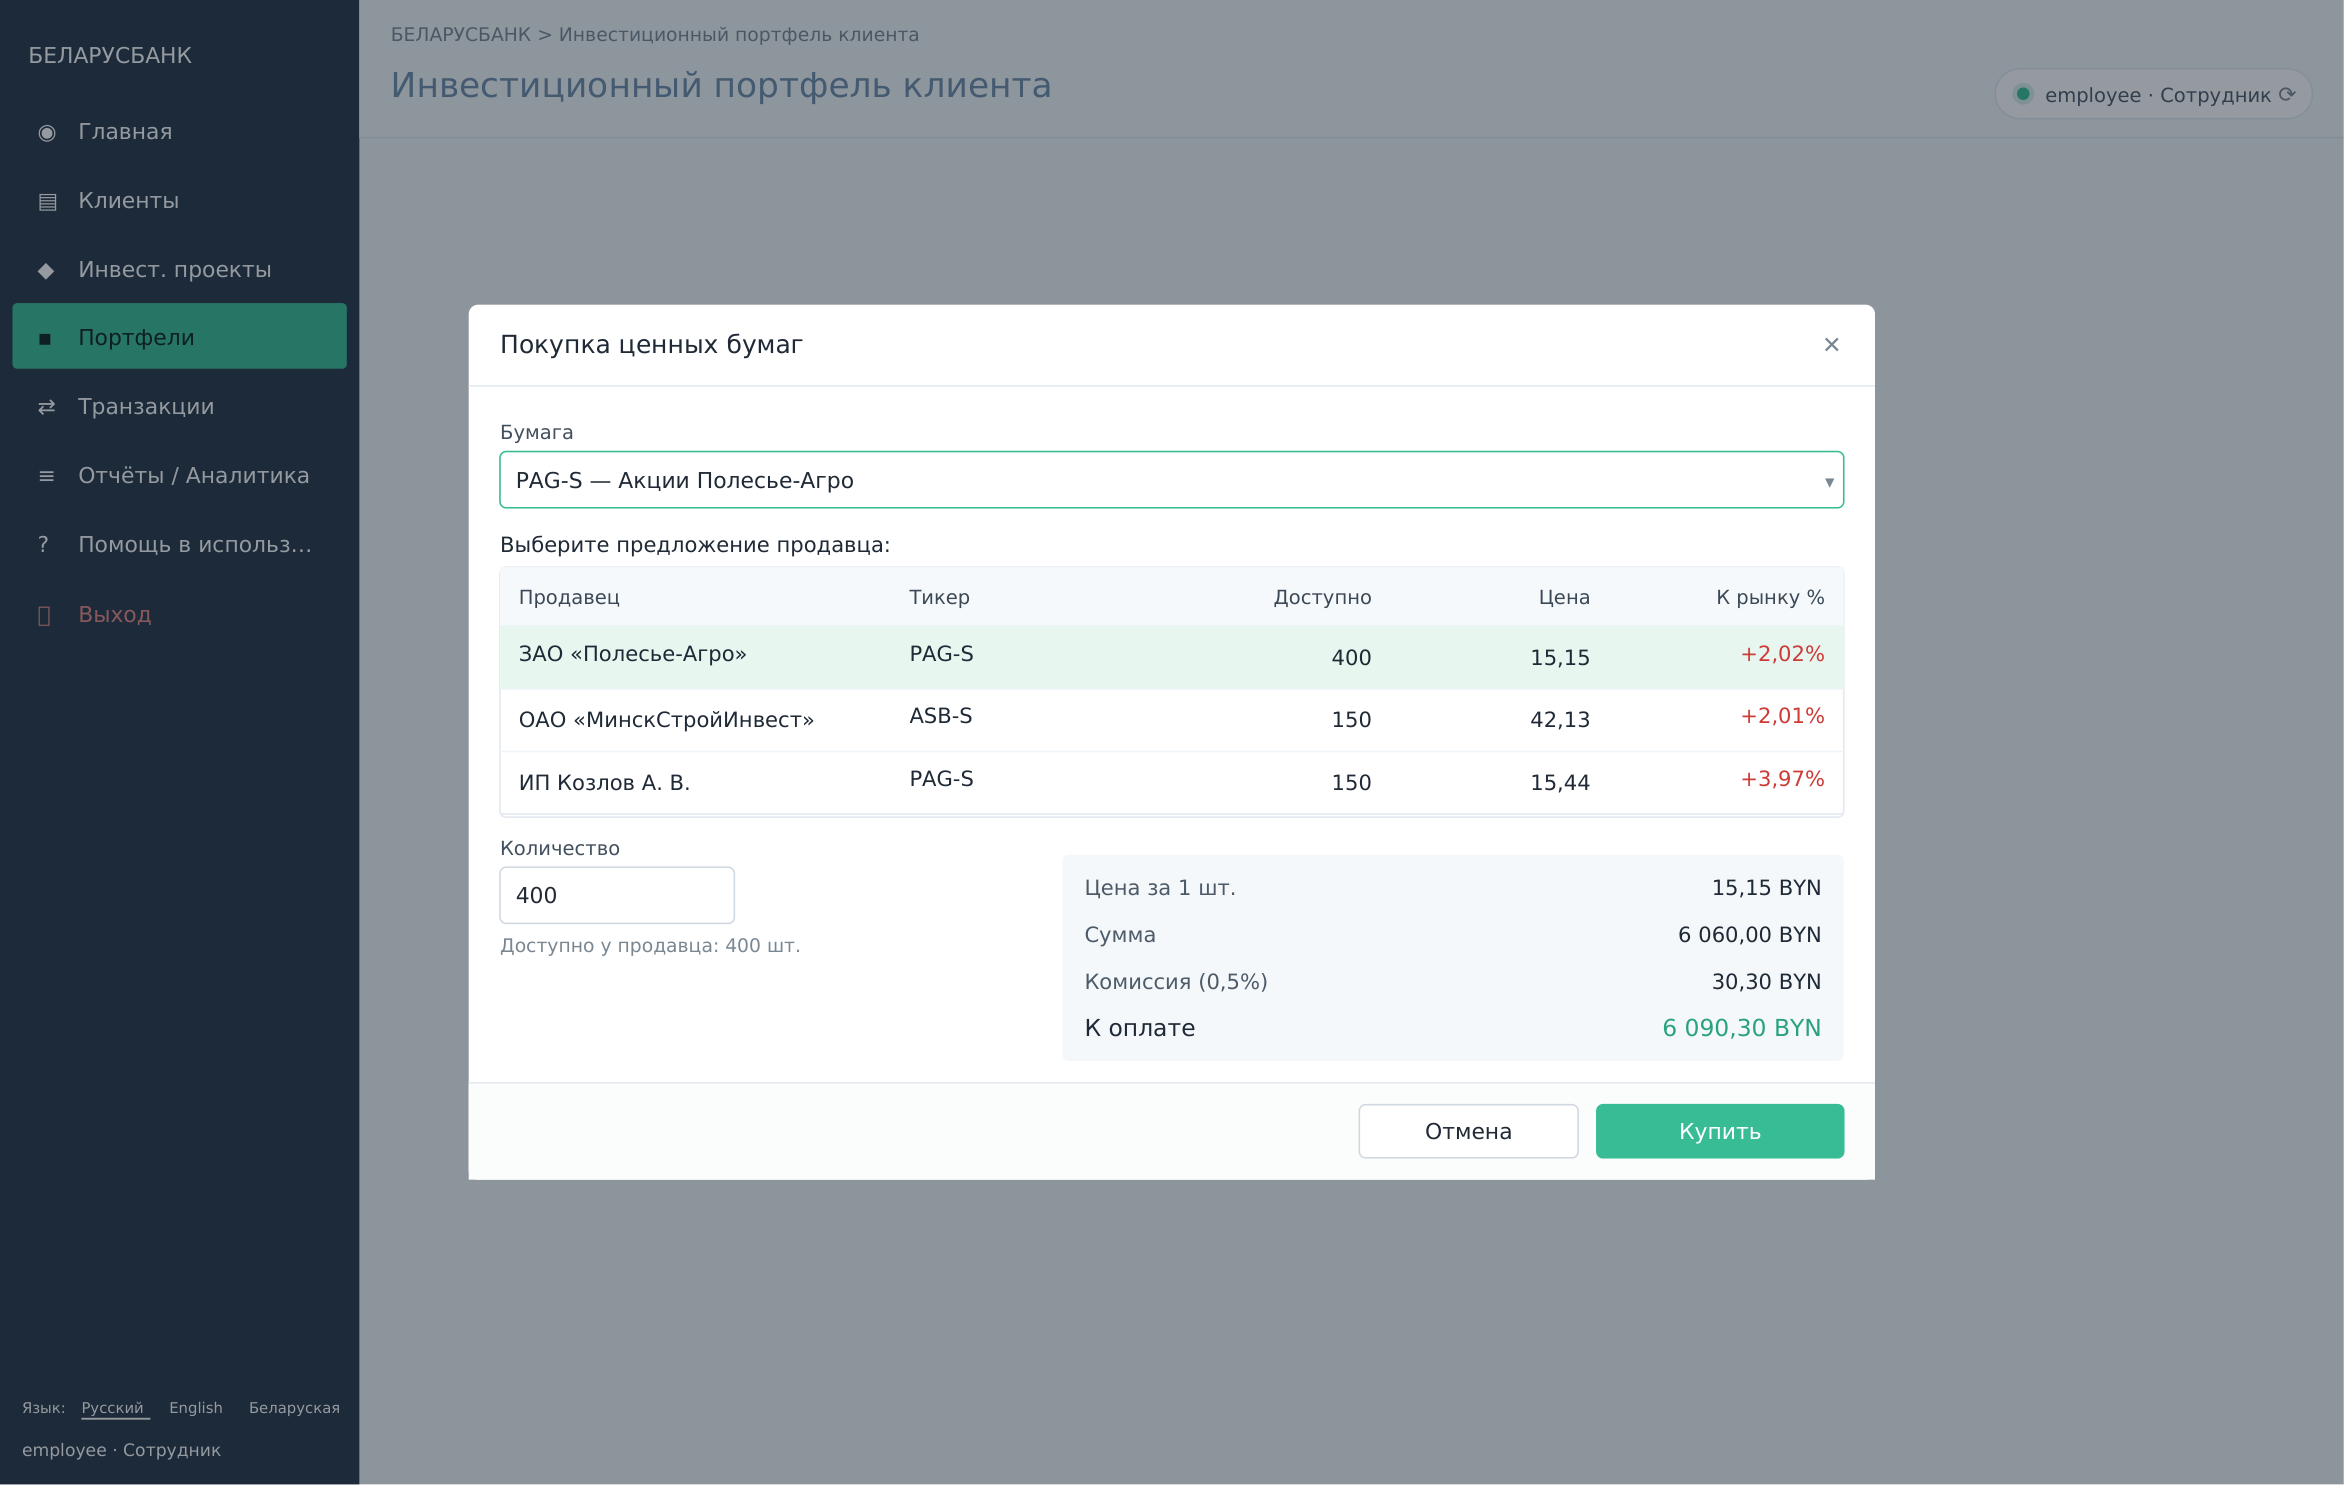 БЕЛАРУСБАНК
Главная
Клиенты
Инвест. проекты
Портфели
Транзакции
Отчёты / Аналитика
? Помощь в использ...
Выход
Язык: Русский English Беларуская
employee · Сотрудник
БЕЛАРУСБАНК > Инвестиционный портфель клиента
Инвестиционный портфель клиента
employee · Сотрудник
Покупка ценных бумаг
Бумага
PAG-S — Акции Полесье-Агро
Выберите предложение продавца:
Продавец Тикер Доступно Цена К рынку %
ЗАО «Полесье-Агро» PAG-S 400 15,15 +2,02%
ОАО «МинскСтройИнвест» ASB-S 150 42,13 +2,01%
ИП Козлов А. В. PAG-S 150 15,44 +3,97%
Количество
400
Доступно у продавца: 400 шт.
Цена за 1 шт. 15,15 BYN
Сумма 6 060,00 BYN
Комиссия (0,5%) 30,30 BYN
К оплате 6 090,30 BYN
Отмена Купить